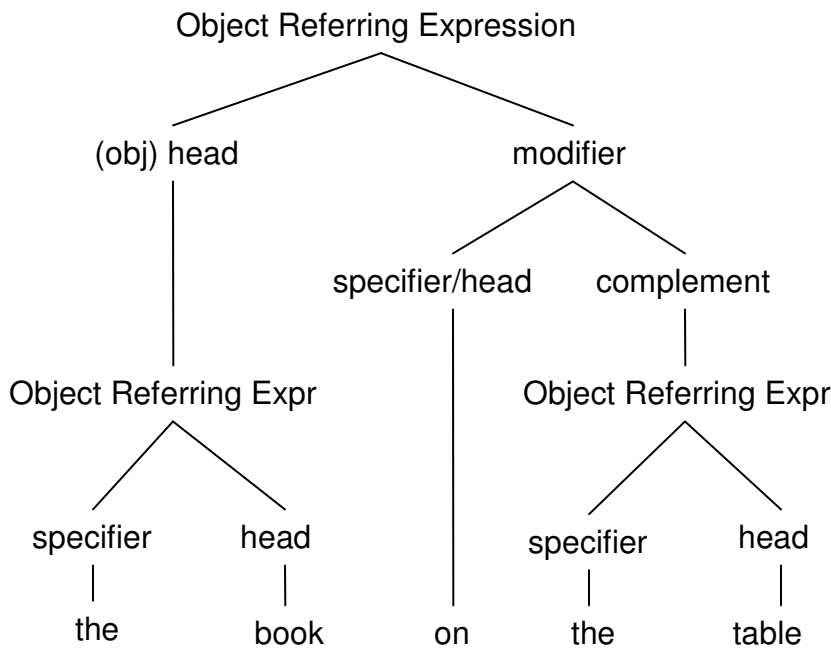 Object Referring Expression
(obj) head modifier
specifier/head complement
Object Referring Expr Object Referring Expr
specifier head specifier head
the book on the table